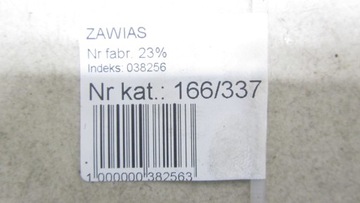 ZAWIAS
Nr fabr. 23%
Indeks: 038256
Nr kat.: 166/337
1 000000 382563